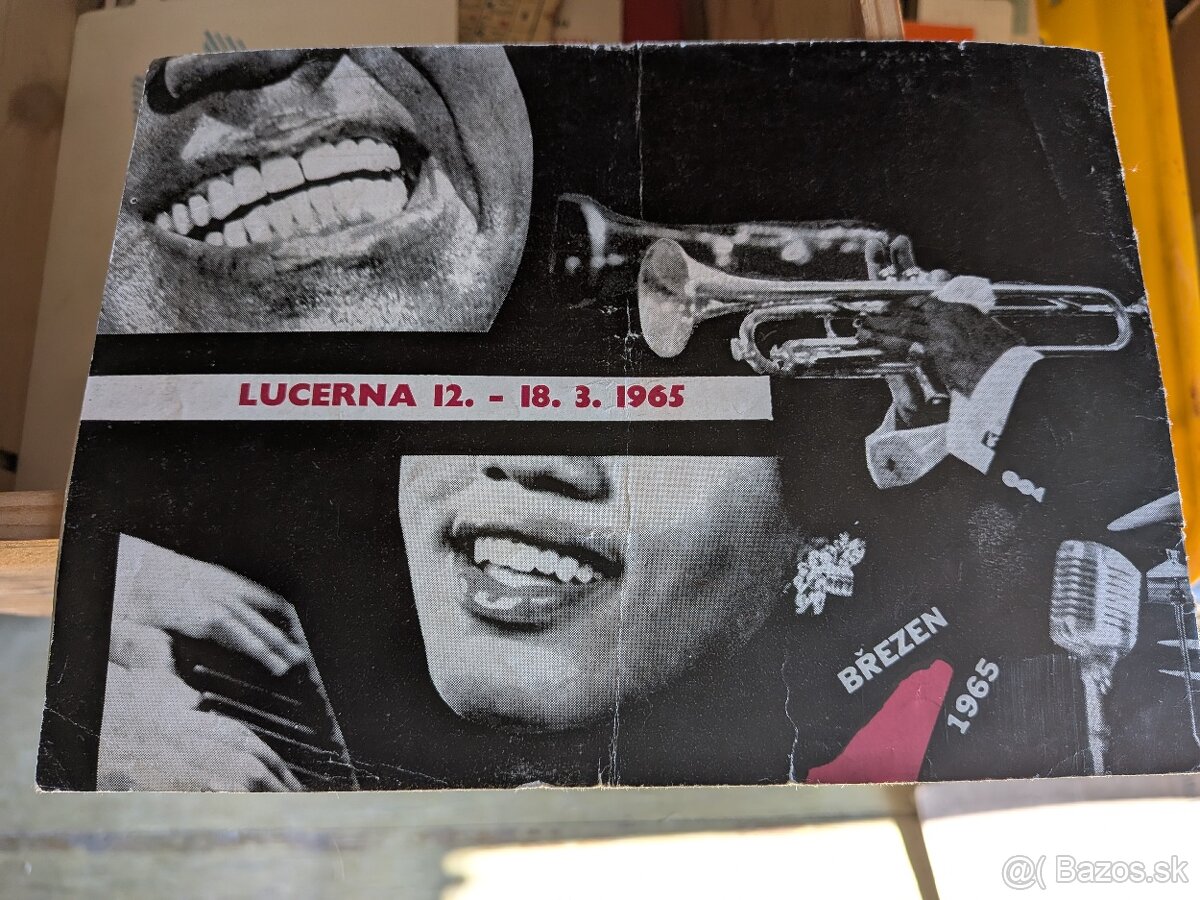 LUCERNA 12. - 18. 3. 1965
BŘEZEN
1965
@( Bazos.sk